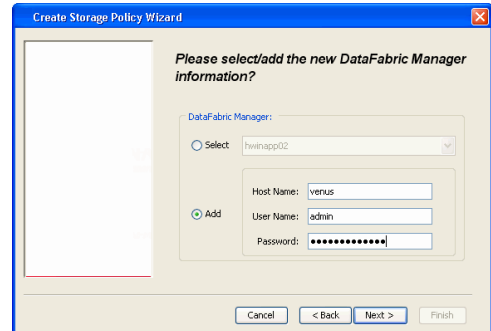 Create Storage Policy Wizard
Please select/add the new DataFabric Manager
information?
DataFabric Manager:
Select
hwinapp02
Add
Host Name: venus
User Name: admin
Password: •••••••••••••
Cancel
< Back
Next >
Finish